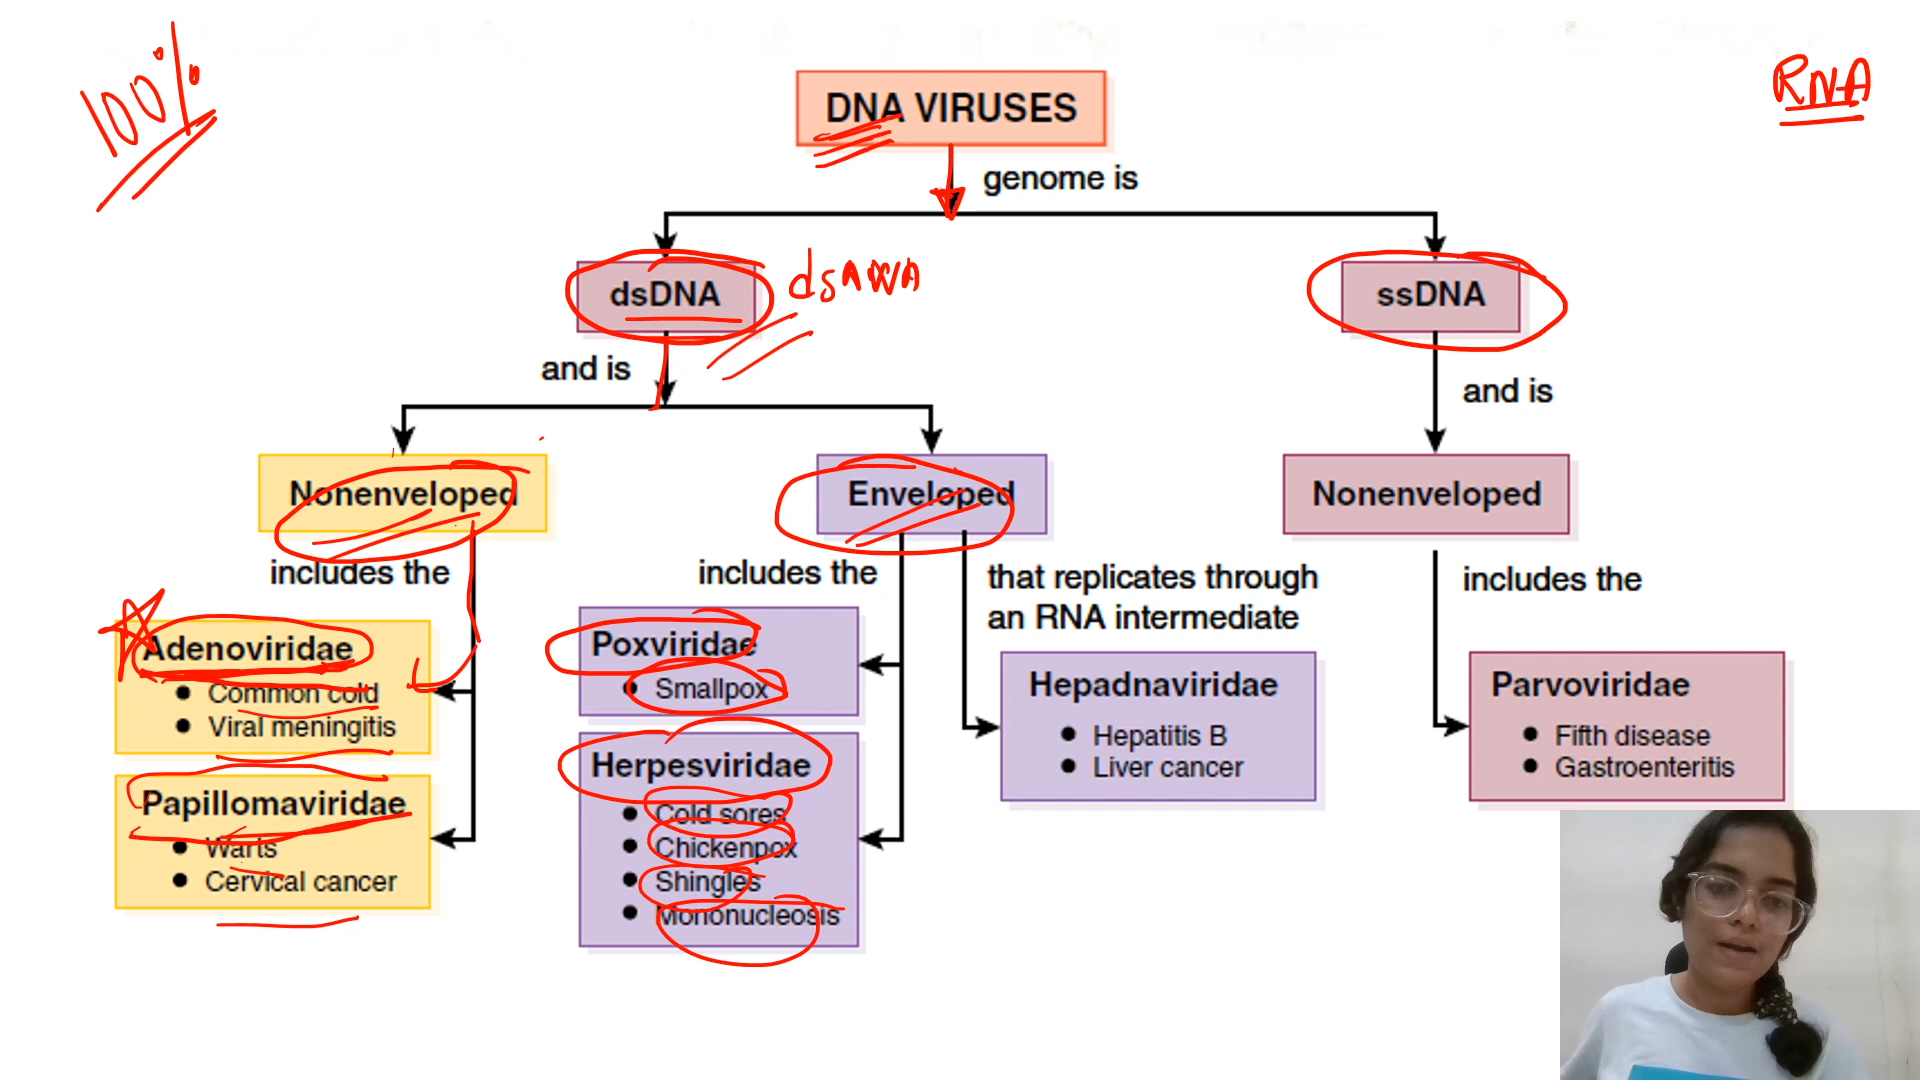 100%
RNA
DNA VIRUSES
genome is
dsDNA
ssDNA
and is
and is
Nonenveloped
Enveloped
Nonenveloped
includes the
includes the
that replicates through
an RNA intermediate
includes the
Adenoviridae
• Common cold
• Viral meningitis
Papillomaviridae
• Warts
• Cervical cancer
Poxviridae
• Smallpox
Herpesviridae
• Cold sores
• Chickenpox
• Shingles
• Mononucleosis
Hepadnaviridae
• Hepatitis B
• Liver cancer
Parvoviridae
• Fifth disease
• Gastroenteritis